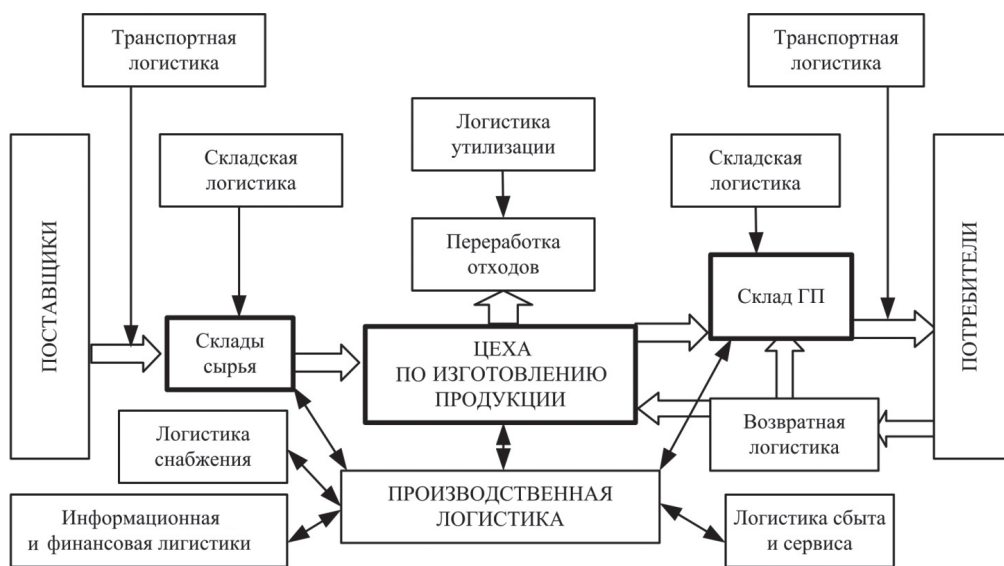 Транспортная
логистика
Транспортная
логистика
Логистика
утилизации
Складская
логистика
Складская
логистика
ПОСТАВЩИКИ
ПОТРЕБИТЕЛИ
Переработка
отходов
Склад ГП
Склады
сырья
ЦЕХА
ПО ИЗГОТОВЛЕНИЮ
ПРОДУКЦИИ
Логистика
снабжения
Возвратная
логистика
ПРОИЗВОДСТВЕННАЯ
ЛОГИСТИКА
Информационная
и финансовая лигистики
Логистика сбыта
и сервиса